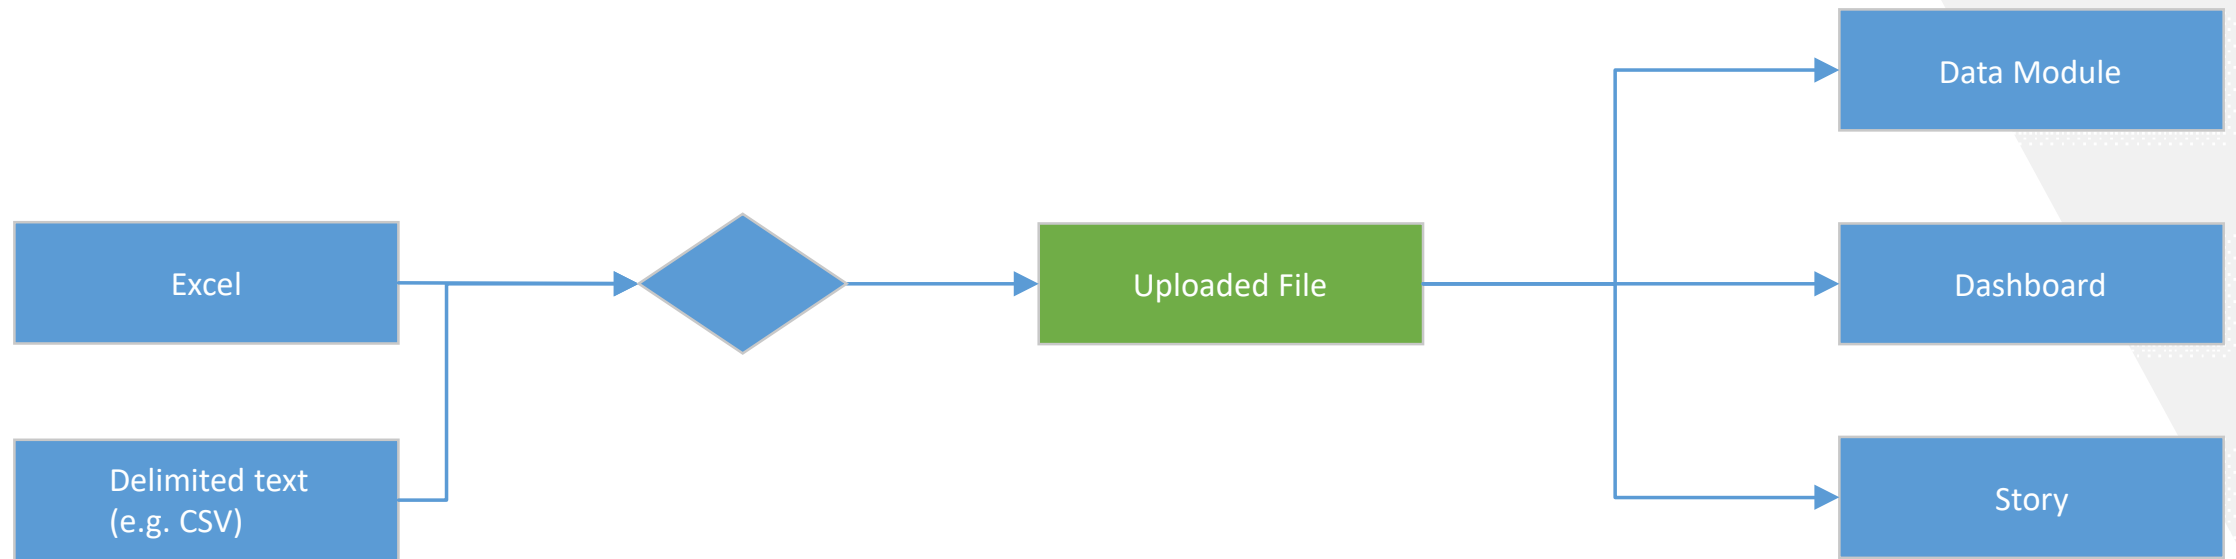 Data Module
Excel
Uploaded File
Dashboard
Delimited text
(e.g. CSV)
Story